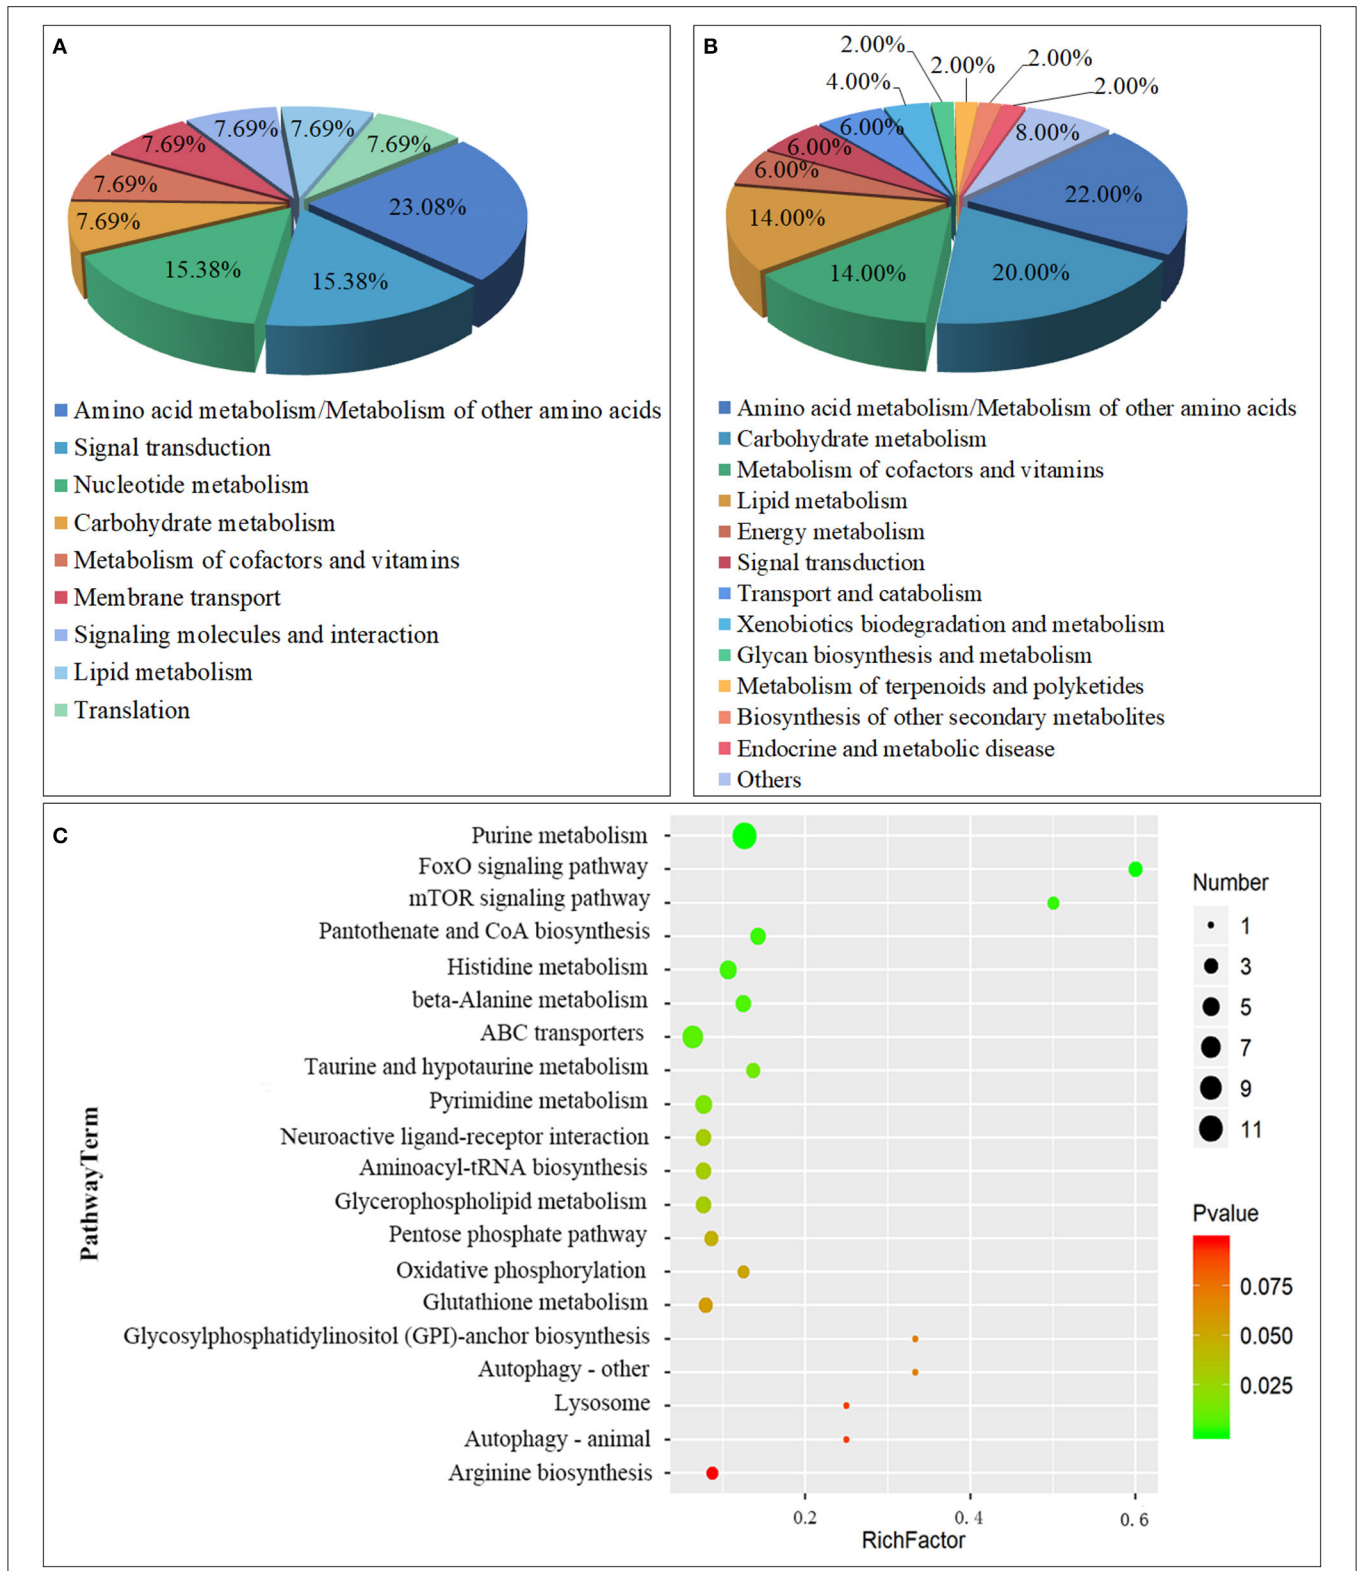 A
7.69%
7.69%
7.69%
7.69%
7.69%
7.69%
23.08%
15.38%
15.38%
Amino acid metabolism/Metabolism of other amino acids
Signal transduction
Nucleotide metabolism
Carbohydrate metabolism
Metabolism of cofactors and vitamins
Membrane transport
Signaling molecules and interaction
Lipid metabolism
Translation
B
2.00%
2.00%
2.00%
4.00%
2.00%
6.00%
8.00%
6.00%
6.00%
22.00%
14.00%
14.00%
20.00%
Amino acid metabolism/Metabolism of other amino acids
Carbohydrate metabolism
Metabolism of cofactors and vitamins
Lipid metabolism
Energy metabolism
Signal transduction
Transport and catabolism
Xenobiotics biodegradation and metabolism
Glycan biosynthesis and metabolism
Metabolism of terpenoids and polyketides
Biosynthesis of other secondary metabolites
Endocrine and metabolic disease
Others
C
PathwayTerm
Purine metabolism
FoxO signaling pathway
mTOR signaling pathway
Pantothenate and CoA biosynthesis
Histidine metabolism
beta-Alanine metabolism
ABC transporters
Taurine and hypotaurine metabolism
Pyrimidine metabolism
Neuroactive ligand-receptor interaction
Aminoacyl-tRNA biosynthesis
Glycerophospholipid metabolism
Pentose phosphate pathway
Oxidative phosphorylation
Glutathione metabolism
Glycosylphosphatidylinositol (GPI)-anchor biosynthesis
Autophagy - other
Lysosome
Autophagy - animal
Arginine biosynthesis
0.2
0.4
0.6
RichFactor
Number
1
3
5
7
9
11
Pvalue
0.075
0.050
0.025